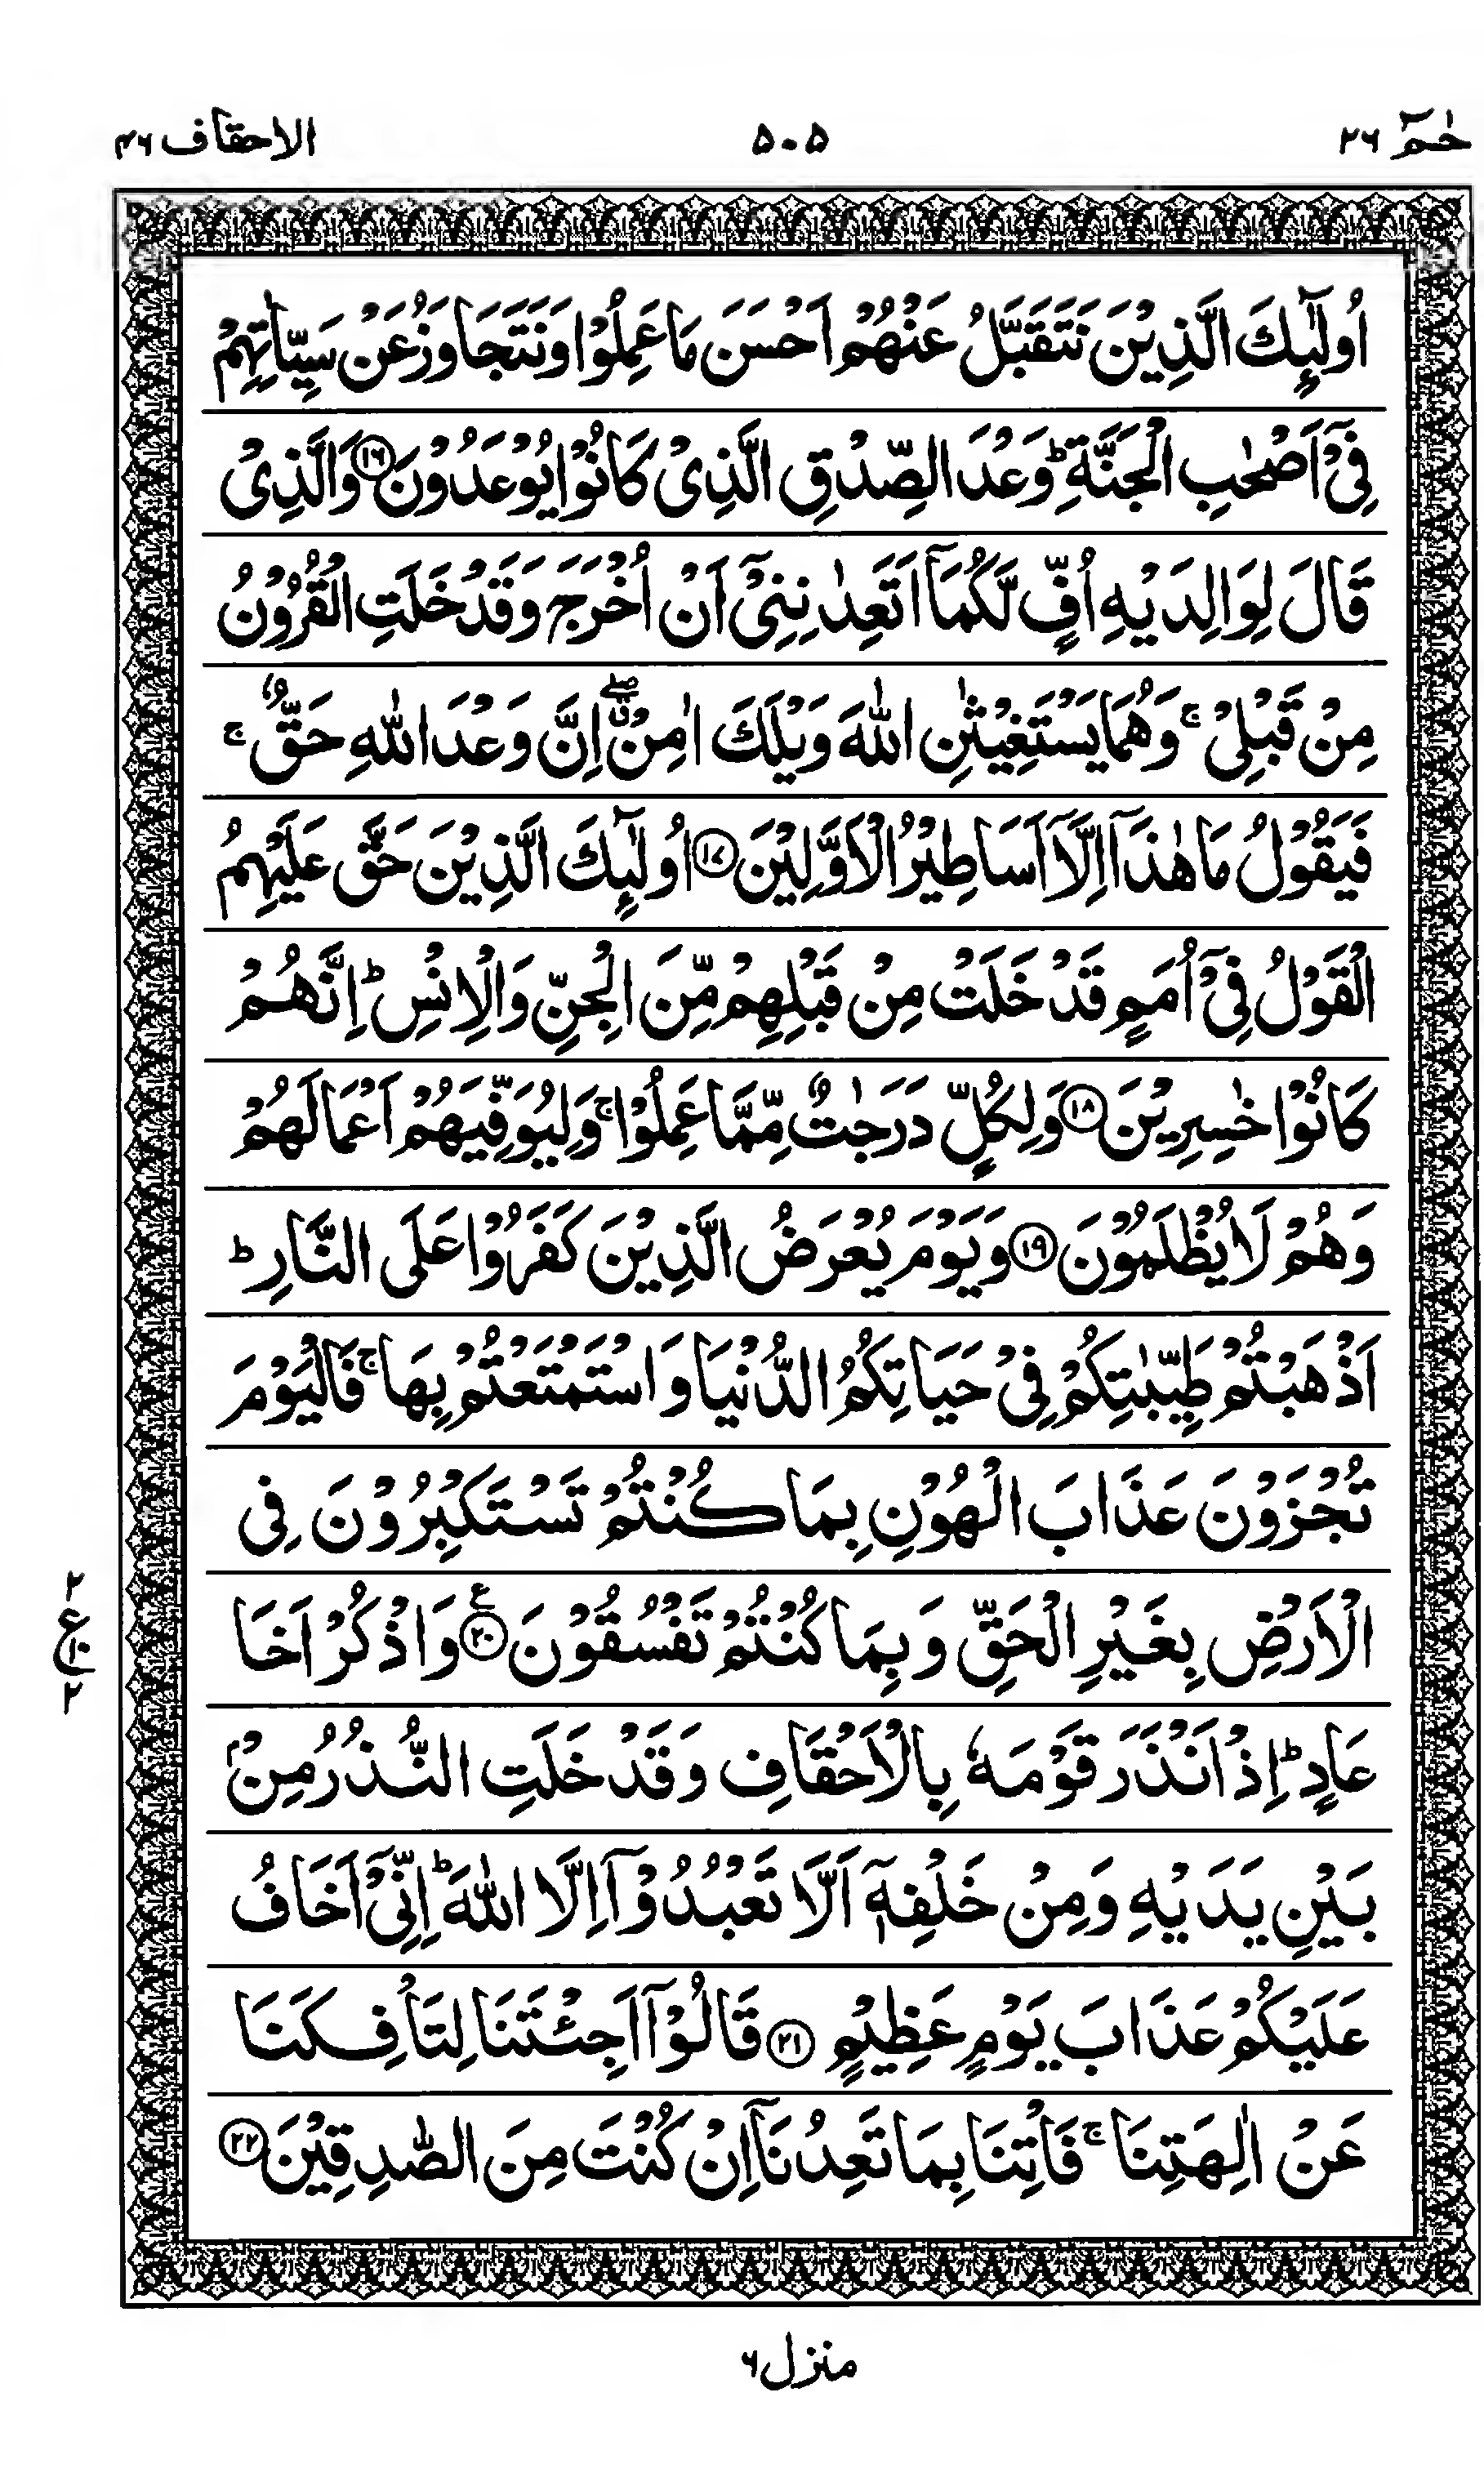 حٰمٓ ٢٦ ٥٠٥ الاحقاف ٤٦
اُولٰٓئِكَ الَّذِيْنَ نَتَقَبَّلُ عَنْهُمْ اَحْسَنَ مَا عَمِلُوْا وَنَتَجَاوَزُ عَنْ سَيِّاٰتِهِمْ
فِيْٓ اَصْحٰبِ الْجَنَّةِ ؕ وَعْدَ الصِّدْقِ الَّذِيْ كَانُوْا يُوْعَدُوْنَ ﴿١٦﴾ وَالَّذِيْ
قَالَ لِوَالِدَيْهِ اُفٍّ لَّكُمَآ اَتَعِدٰنِنِيْٓ اَنْ اُخْرَجَ وَقَدْ خَلَتِ الْقُرُوْنُ
مِنْ قَبْلِيْ ۚ وَهُمَا يَسْتَغِيْثٰنِ اللّٰهَ وَيْلَكَ اٰمِنْ ۖ اِنَّ وَعْدَ اللّٰهِ حَقٌّ ۚ
فَيَقُوْلُ مَا هٰذَآ اِلَّآ اَسَاطِيْرُ الْاَوَّلِيْنَ ﴿١٧﴾ اُولٰٓئِكَ الَّذِيْنَ حَقَّ عَلَيْهِمُ
الْقَوْلُ فِيْٓ اُمَمٍ قَدْ خَلَتْ مِنْ قَبْلِهِمْ مِّنَ الْجِنِّ وَالْاِنْسِ ؕ اِنَّهُمْ
كَانُوْا خٰسِرِيْنَ ﴿١٨﴾ وَلِكُلٍّ دَرَجٰتٌ مِّمَّا عَمِلُوْا ۚ وَلِيُوَفِّيَهُمْ اَعْمَالَهُمْ
وَهُمْ لَا يُظْلَمُوْنَ ﴿١٩﴾ وَيَوْمَ يُعْرَضُ الَّذِيْنَ كَفَرُوْا عَلَى النَّارِ ؕ
اَذْهَبْتُمْ طَيِّبٰتِكُمْ فِيْ حَيَاتِكُمُ الدُّنْيَا وَاسْتَمْتَعْتُمْ بِهَا ۚ فَالْيَوْمَ
تُجْزَوْنَ عَذَابَ الْهُوْنِ بِمَا كُنْتُمْ تَسْتَكْبِرُوْنَ فِي
الْاَرْضِ بِغَيْرِ الْحَقِّ وَبِمَا كُنْتُمْ تَفْسُقُوْنَ ﴿٢٠﴾ ع وَاذْكُرْ اَخَا
٢ ع ١٠ ٢
عَادٍ ؕ اِذْ اَنْذَرَ قَوْمَهٗ بِالْاَحْقَافِ وَقَدْ خَلَتِ النُّذُرُ مِنْۢ
بَيْنِ يَدَيْهِ وَمِنْ خَلْفِهٖٓ اَلَّا تَعْبُدُوْٓا اِلَّا اللّٰهَ ؕ اِنِّيْٓ اَخَافُ
عَلَيْكُمْ عَذَابَ يَوْمٍ عَظِيْمٍ ﴿٢١﴾ قَالُوْٓا اَجِئْتَنَا لِتَاْفِكَنَا
عَنْ اٰلِهَتِنَا ۚ فَاْتِنَا بِمَا تَعِدُنَآ اِنْ كُنْتَ مِنَ الصّٰدِقِيْنَ ﴿٢٢﴾
منزل ٦